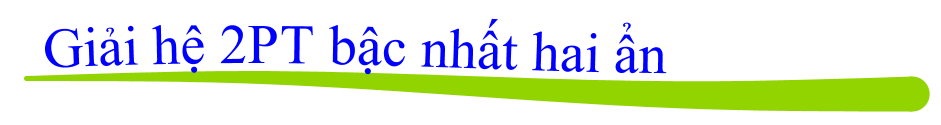 Giải hệ 2PT bậc nhất hai ẩn